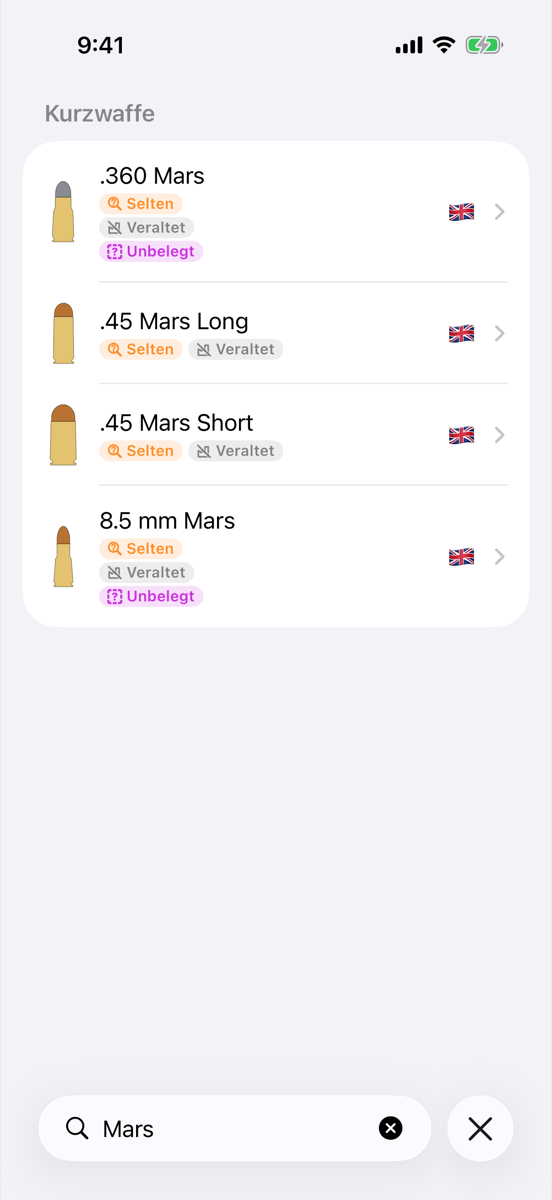 9:41
Kurzwaffe
.360 Mars
Selten
Veraltet
Unbelegt
.45 Mars Long
Selten Veraltet
.45 Mars Short
Selten Veraltet
8.5 mm Mars
Selten
Veraltet
Unbelegt
Mars